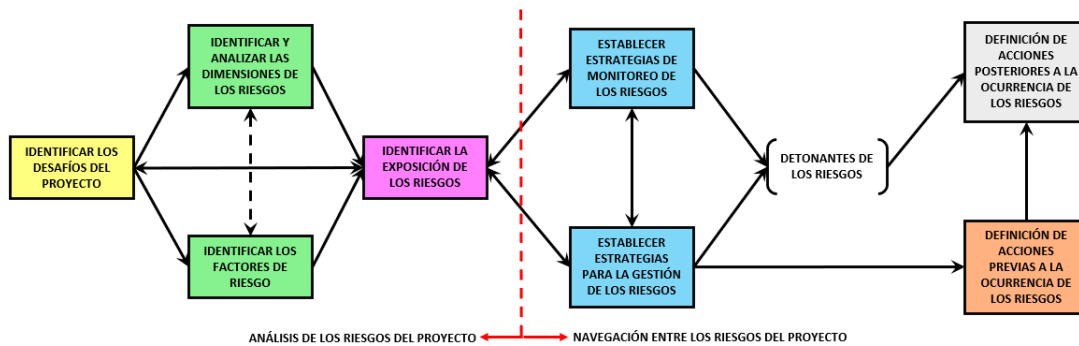 IDENTIFICAR LOS
DESAFÍOS DEL
PROYECTO
IDENTIFICAR Y
ANALIZAR LAS
DIMENSIONES DE
LOS RIESGOS
IDENTIFICAR LOS
FACTORES DE
RIESGO
IDENTIFICAR LA
EXPOSICIÓN DE
LOS RIESGOS
ESTABLECER
ESTRATEGIAS DE
MONITOREO DE
LOS RIESGOS
ESTABLECER
ESTRATEGIAS
PARA LA GESTIÓN
DE LOS RIESGOS
DETONANTES DE
LOS RIESGOS
DEFINICIÓN DE
ACCIONES
POSTERIORES A LA
OCURRENCIA DE
LOS RIESGOS
DEFINICIÓN DE
ACCIONES
PREVIAS A LA
OCURRENCIA DE
LOS RIESGOS
ANÁLISIS DE LOS RIESGOS DEL PROYECTO
NAVEGACIÓN ENTRE LOS RIESGOS DEL PROYECTO